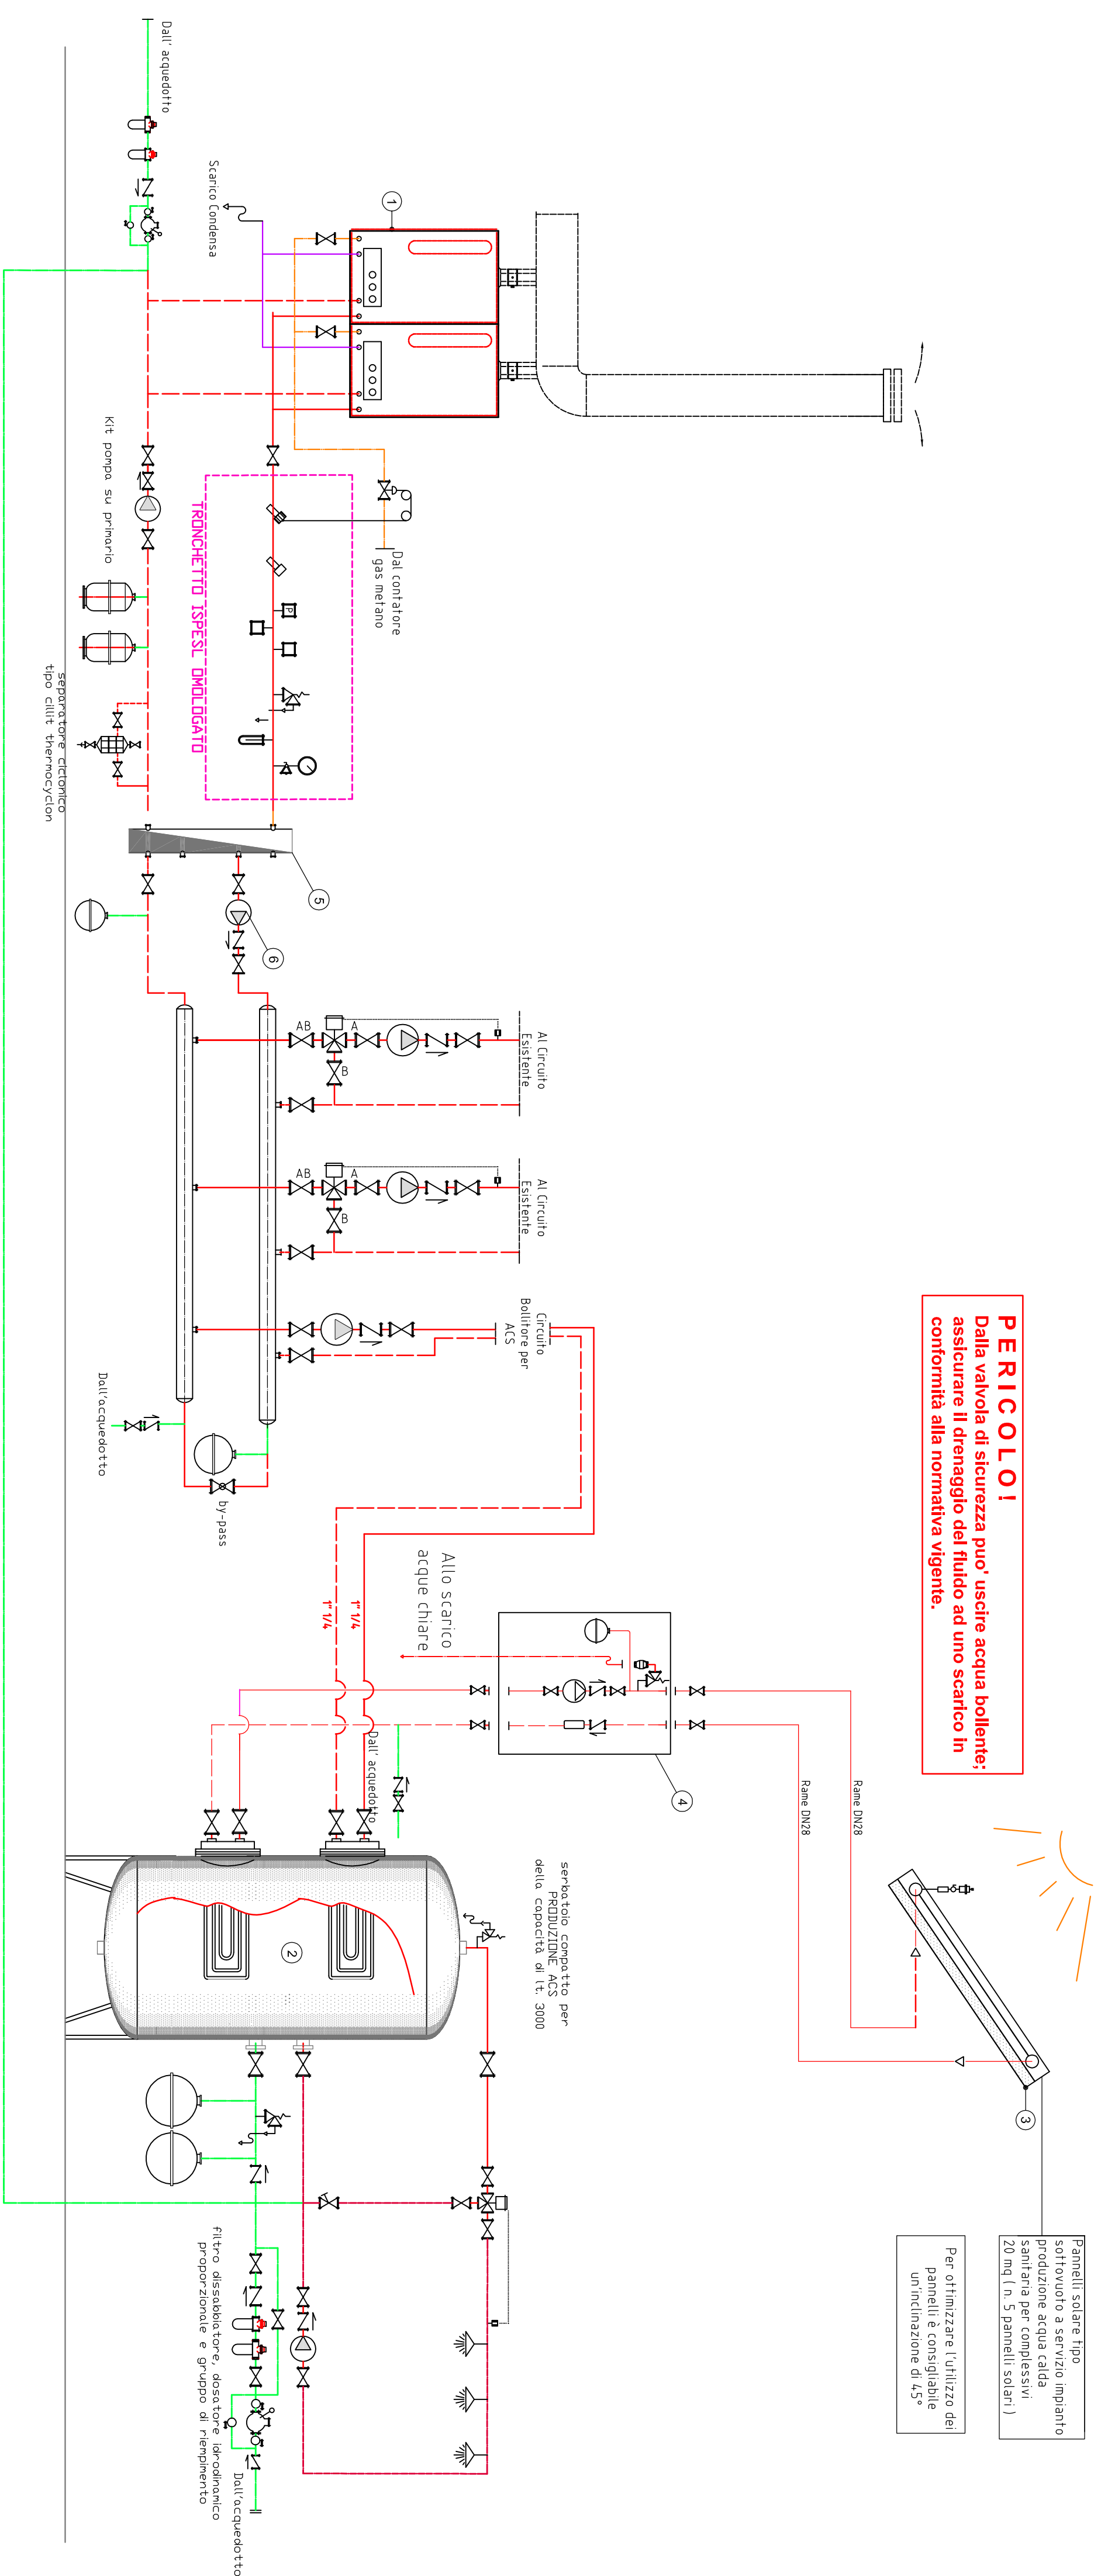 Dall' acquedotto
Scarico Condensa
1
Kit pompa su primario
Dal contatore
gas metano
TRONCHETTO ISPESL OMOLOGATO
P
separatore ciclonico
tipo cillit thermocyclon
5
6
AB
A
B
Al Circuito
Esistente
AB
A
B
Al Circuito
Esistente
Circuito
Bollitore per
ACS
Dall'acquedotto
by-pass
PERICOLO!
Dalla valvola di sicurezza puo' uscire acqua bollente;
assicurare il drenaggio del fluido ad uno scarico in
conformità alla normativa vigente.
Allo scarico
acque chiare
1" 1/4
1" 1/4
Dall' acquedotto
4
Rame DN28
Rame DN28
serbatoio compatto per
PRODUZIONE ACS
della capacità di lt. 3000
2
3
Pannelli solare tipo
sottovuoto a servizio impianto
produzione acqua calda
sanitaria per complessivi
20 mq ( n. 5 pannelli solari )
Per ottimizzare l'utilizzo dei
pannelli è consigliabile
un'inclinazione di 45°
filtro dissabbiatore, dosatore idrodinamico
proporzionale e gruppo di riempimento
Dall'acquedotto